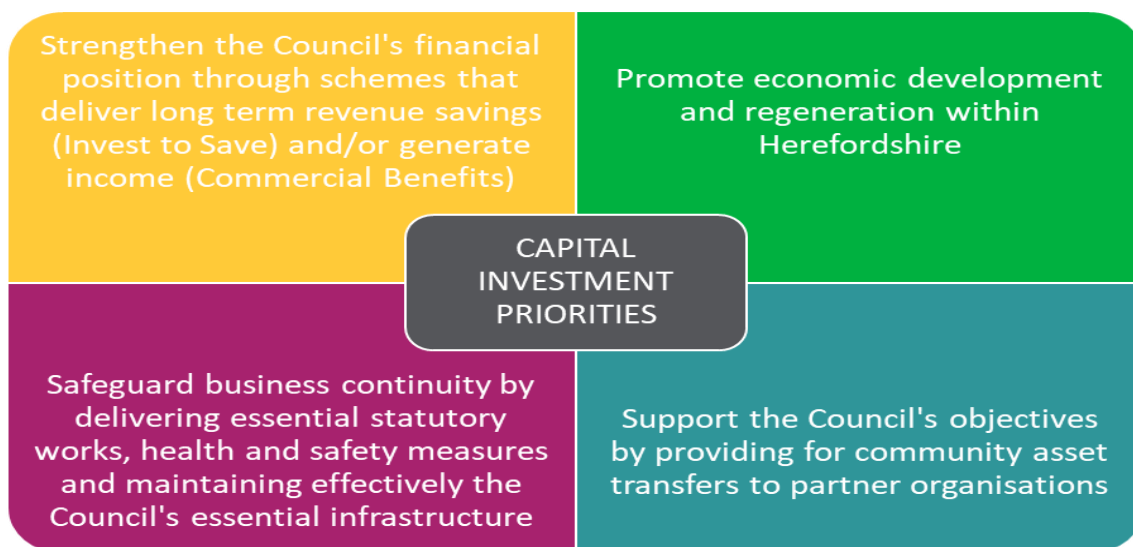 Strengthen the Council's financial
position through schemes that
deliver long term revenue savings
(Invest to Save) and/or generate
income (Commercial Benefits)
Promote economic development
and regeneration within
Herefordshire
CAPITAL
INVESTMENT
PRIORITIES
Safeguard business continuity by
delivering essential statutory
works, health and safety measures
and maintaining effectively the
Council's essential infrastructure
Support the Council's objectives
by providing for community asset
transfers to partner organisations